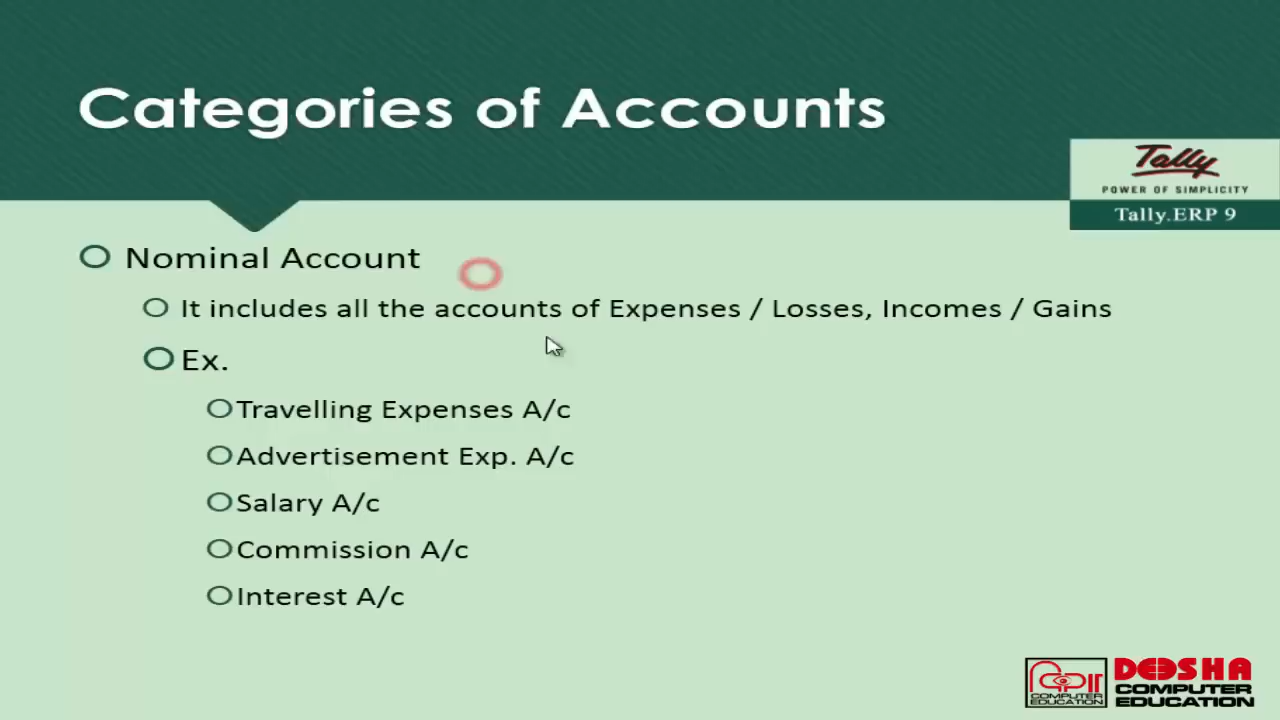 Categories of Accounts
Tally
POWER OF SIMPLICITY
Tally.ERP 9
Nominal Account
It includes all the accounts of Expenses / Losses, Incomes / Gains
Ex.
Travelling Expenses A/c
Advertisement Exp. A/c
Salary A/c
Commission A/c
Interest A/c
COMPUTER
EDUCATION
DEOSHA
COMPUTER
EDUCATION